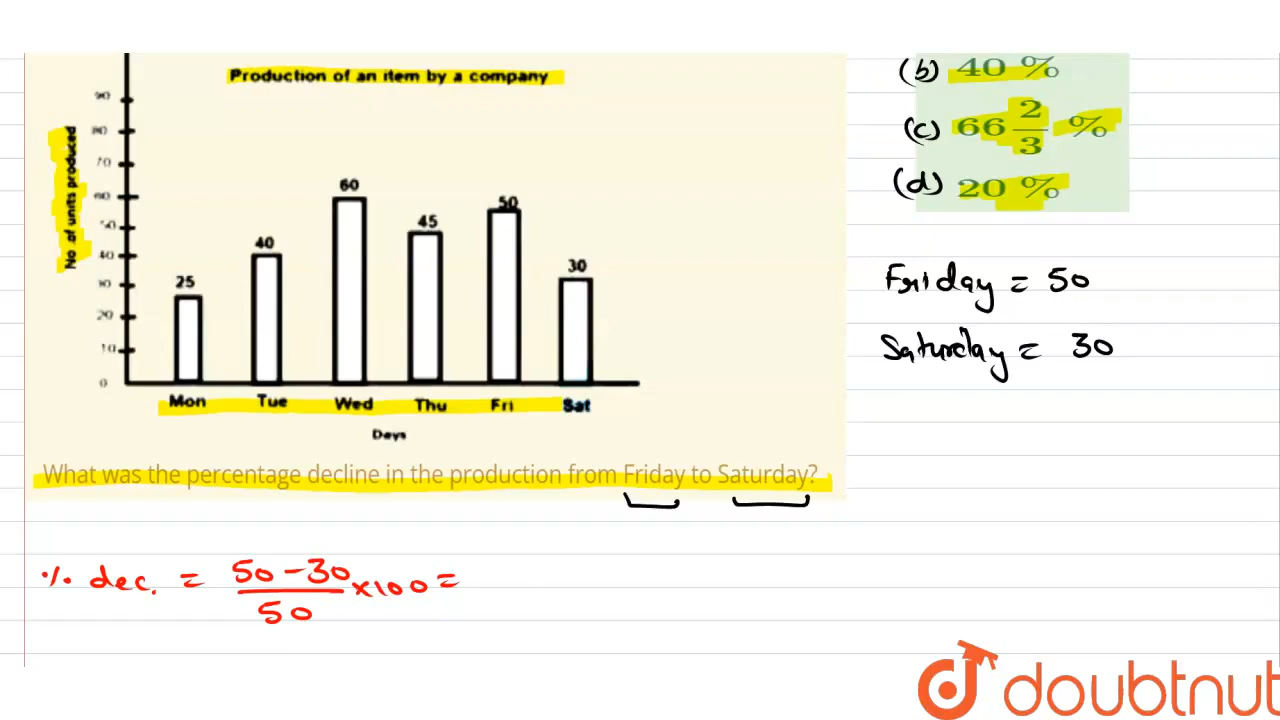 Production of an item by a company
No .of units produced
90
80
70
60
50
40
30
20
10
0
25
40
60
45
50
30
Mon Tue Wed Thu Fri Sat
Days
What was the percentage decline in the production from Friday to Saturday?
% dec. = 50 - 30 / 50 × 100 =
(b) 40 %
(c) 66 2/3 %
(d) 20 %
Friday = 50
Saturday = 30
doubtnut